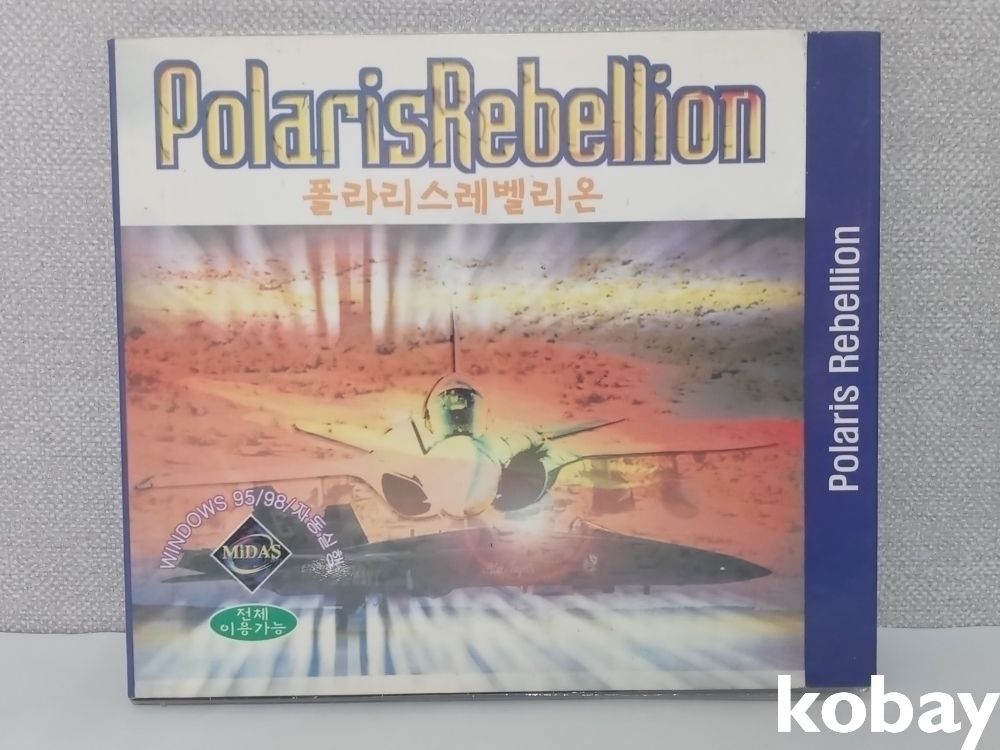 PolarisRebellion
폴라리스레벨리온
Polaris Rebellion
WINDOWS 95/98/자동실행
MiDAS
전체
이용가능
kobay